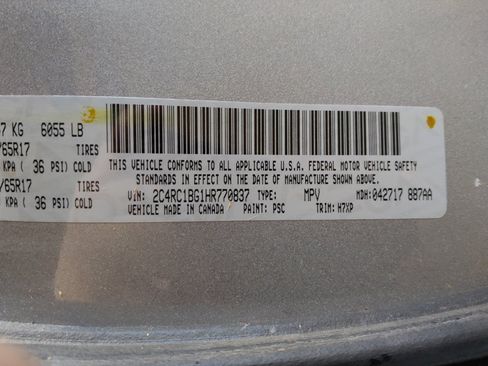 7 KG 6055 LB
/65R17 TIRES
KPA ( 36 PSI) COLD
/65R17 TIRES
KPA ( 36 PSI) COLD
THIS VEHICLE CONFORMS TO ALL APPLICABLE U.S.A. FEDERAL MOTOR VEHICLE SAFETY
STANDARDS IN EFFECT ON THE DATE OF MANUFACTURE SHOWN ABOVE.
VIN: 2C4RC1BG1HR770837 TYPE: MPV MDH: 042717 887AA
VEHICLE MADE IN CANADA PAINT: PSC TRIM: H7XP